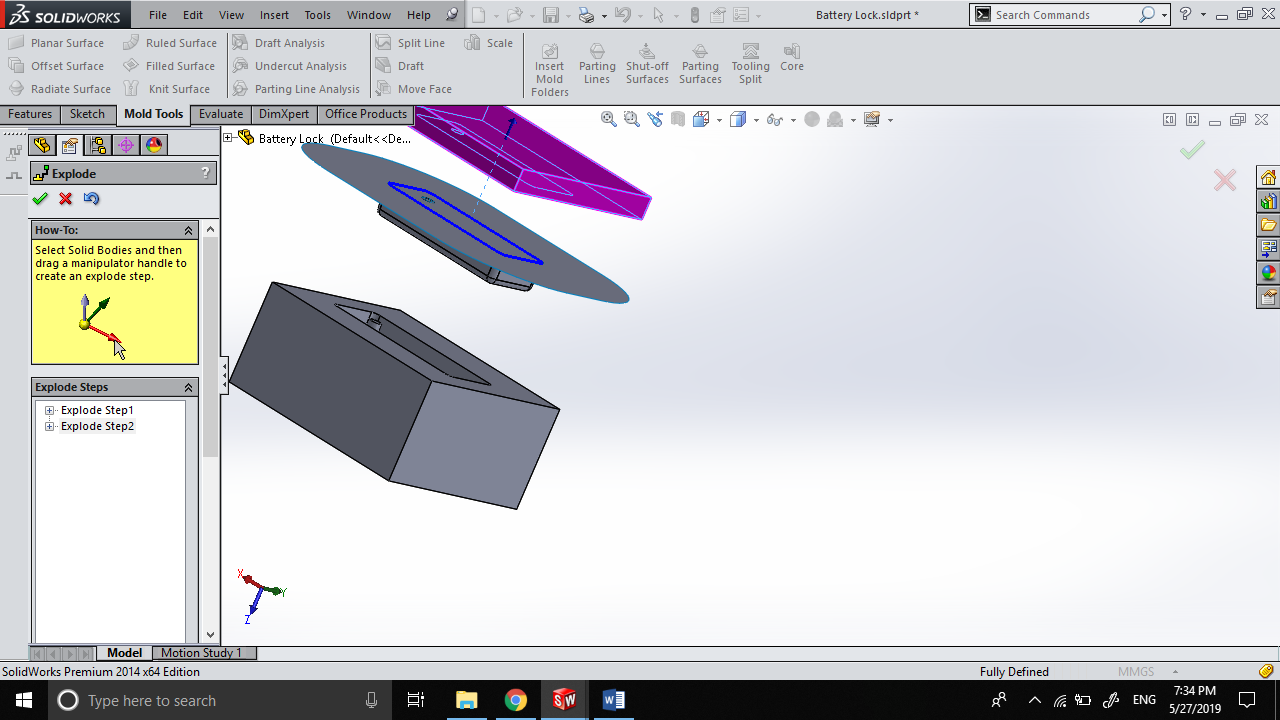 SOLIDWORKS File Edit View Insert Tools Window Help Battery Lock.sldprt * Search Commands ?
Planar Surface Ruled Surface Draft Analysis Split Line Scale
Offset Surface Filled Surface Undercut Analysis Draft
Radiate Surface Knit Surface Parting Line Analysis Move Face
Insert Mold Folders
Parting Lines
Shut-off Surfaces
Parting Surfaces
Tooling Split
Core
Features Sketch Mold Tools Evaluate DimXpert Office Products
Battery Lock (Default<<De...
Explode ?
How-To:
Select Solid Bodies and then
drag a manipulator handle to
create an explode step.
Explode Steps
Explode Step1
Explode Step2
X
Y
Z
Model Motion Study 1
SolidWorks Premium 2014 x64 Edition Fully Defined MMGS
Type here to search
ENG
7:34 PM
5/27/2019